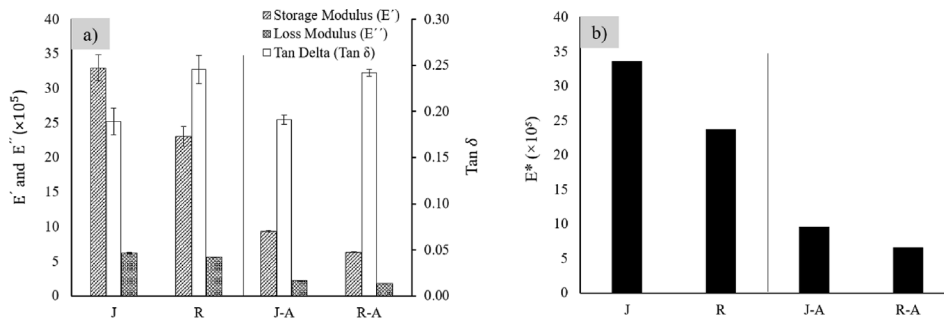 a)
Storage Modulus (E´)
Loss Modulus (E´´)
Tan Delta (Tan δ)
E´ and E´´ (×10⁵)
40
35
30
25
20
15
10
5
0
0.30
0.25
0.20
0.15
0.10
0.05
0.00
Tan δ
J R J-A R-A
b)
E* (×10⁵)
40
35
30
25
20
15
10
5
0
J R J-A R-A